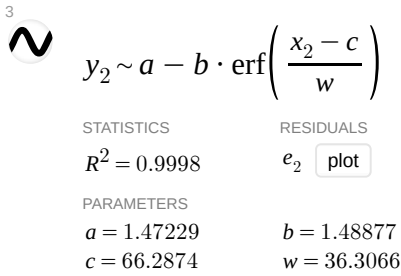 3
y₂ ~ a − b · erf( (x₂ − c) / w )
STATISTICS RESIDUALS
R² = 0.9998 e₂ plot
PARAMETERS
a = 1.47229 b = 1.48877
c = 66.2874 w = 36.3066